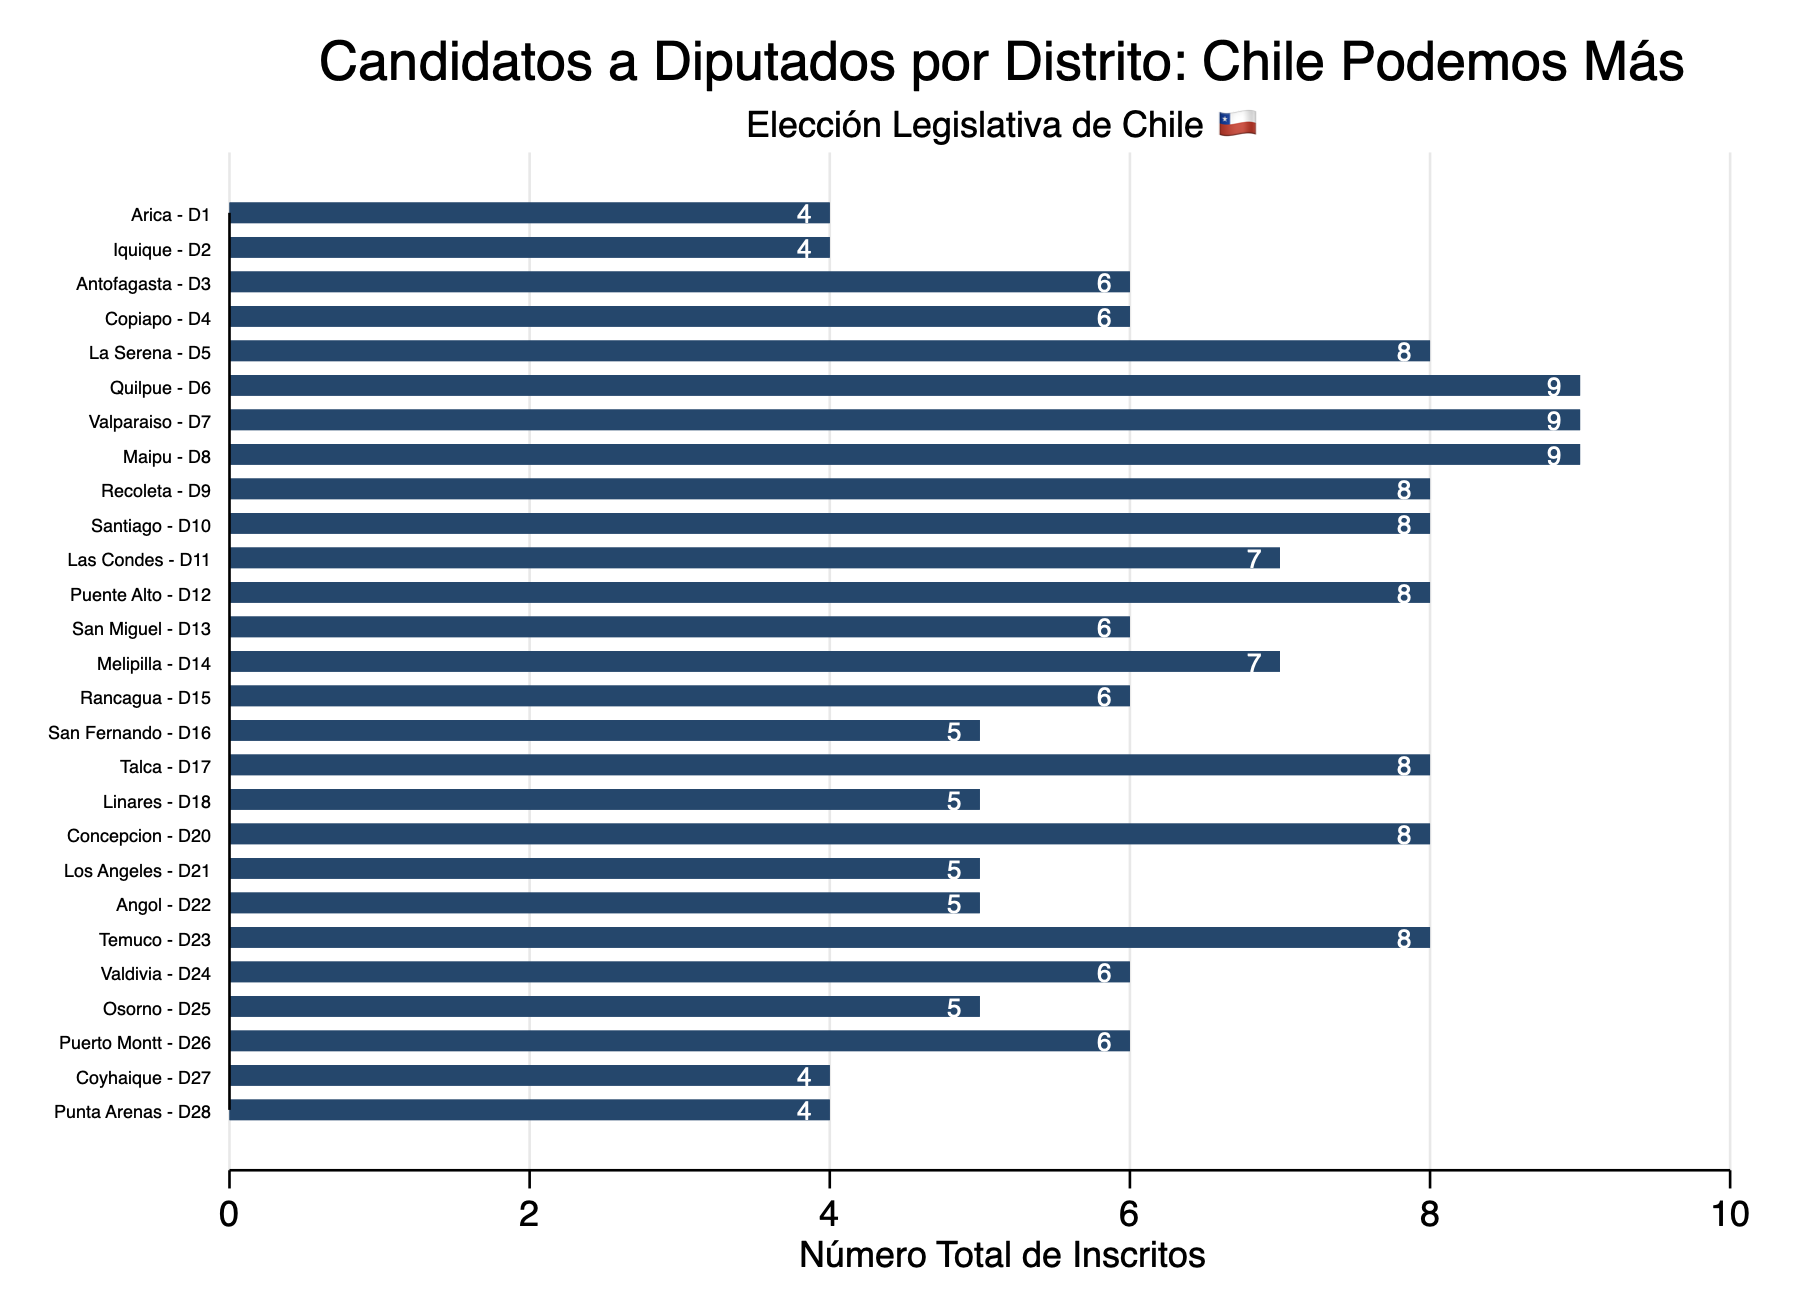 Candidatos a Diputados por Distrito: Chile Podemos Más
Elección Legislativa de Chile 🇨🇱
Arica - D1 4
Iquique - D2 4
Antofagasta - D3 6
Copiapo - D4 6
La Serena - D5 8
Quilpue - D6 9
Valparaiso - D7 9
Maipu - D8 9
Recoleta - D9 8
Santiago - D10 8
Las Condes - D11 7
Puente Alto - D12 8
San Miguel - D13 6
Melipilla - D14 7
Rancagua - D15 6
San Fernando - D16 5
Talca - D17 8
Linares - D18 5
Concepcion - D20 8
Los Angeles - D21 5
Angol - D22 5
Temuco - D23 8
Valdivia - D24 6
Osorno - D25 5
Puerto Montt - D26 6
Coyhaique - D27 4
Punta Arenas - D28 4
0 2 4 6 8 10
Número Total de Inscritos